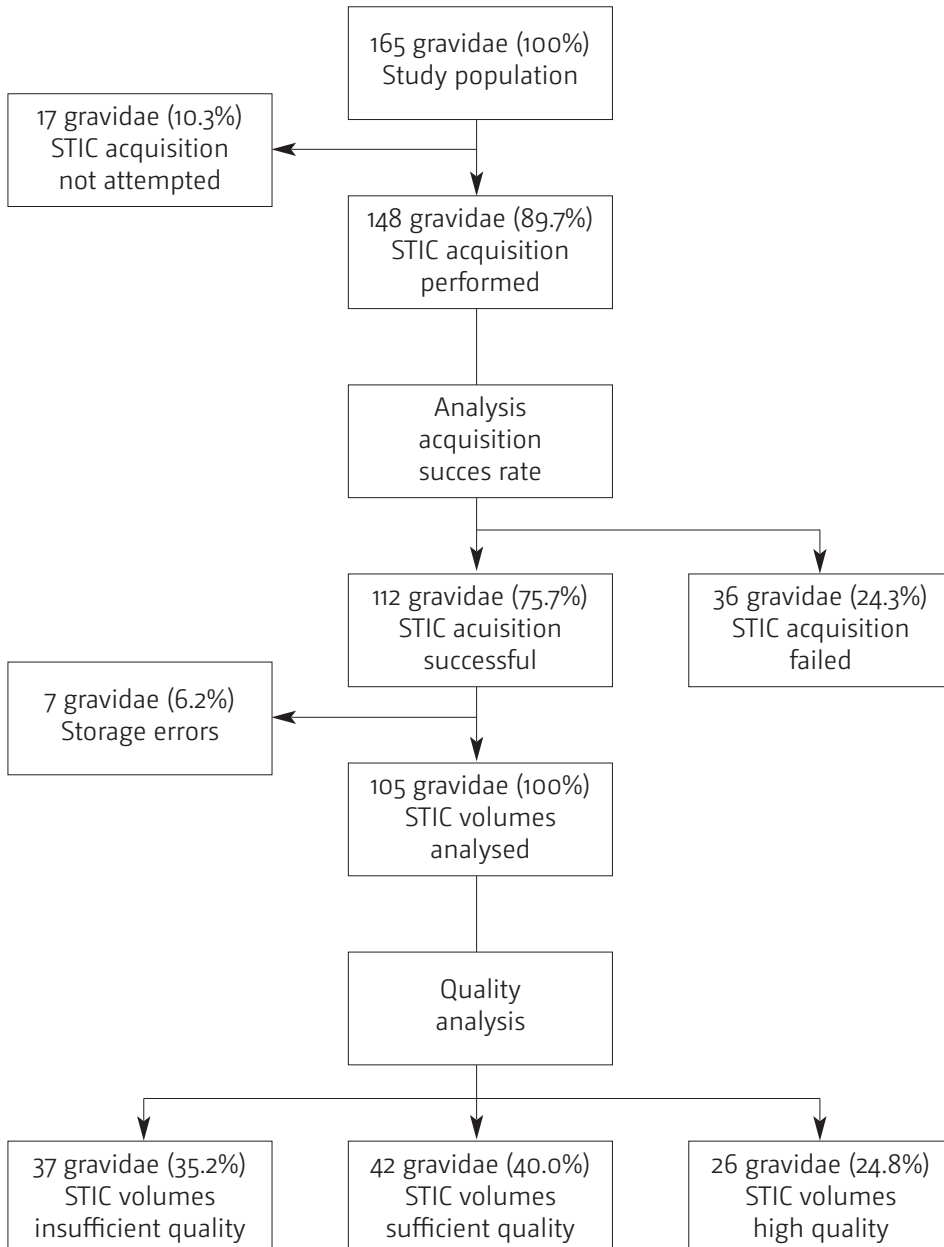 165 gravidae (100%)
Study population
17 gravidae (10.3%)
STIC acquisition
not attempted
148 gravidae (89.7%)
STIC acquisition
performed
Analysis
acquisition
succes rate
112 gravidae (75.7%)
STIC acuisition
successful
36 gravidae (24.3%)
STIC acquisition
failed
7 gravidae (6.2%)
Storage errors
105 gravidae (100%)
STIC volumes
analysed
Quality
analysis
37 gravidae (35.2%)
STIC volumes
insufficient quality
42 gravidae (40.0%)
STIC volumes
sufficient quality
26 gravidae (24.8%)
STIC volumes
high quality